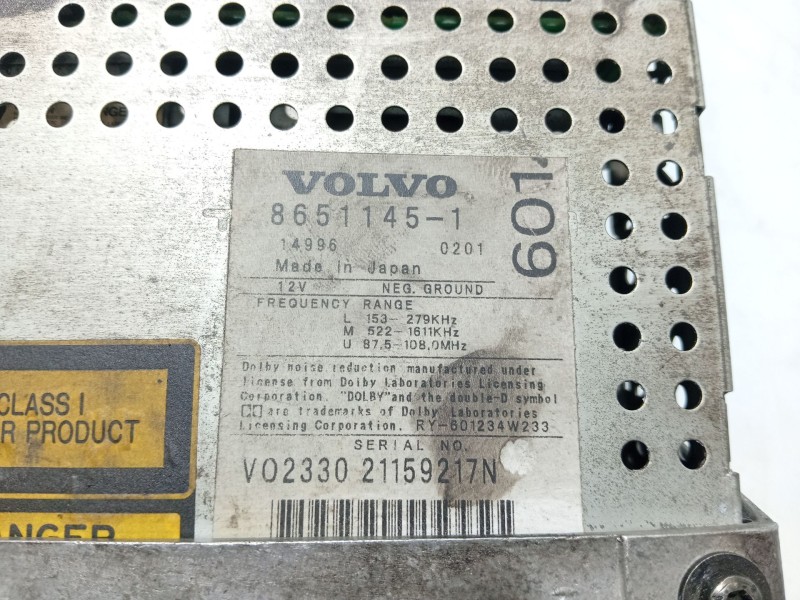 VOLVO
8651145-1
14996 0201
Made in Japan
601
12V NEG. GROUND
FREQUENCY RANGE
L 153-279KHz
M 522-1611KHz
U 87.5-108.0MHz
Dolby noise reduction manufactured under
license from Dolby Laboratories Licensing
Corporation. "DOLBY"and the double-D symbol
are trademarks of Dolby Laboratories
Licensing Corporation. RY-601234W233
SERIAL NO.
VO2330 21159217N
CLASS I
R PRODUCT
ANGER